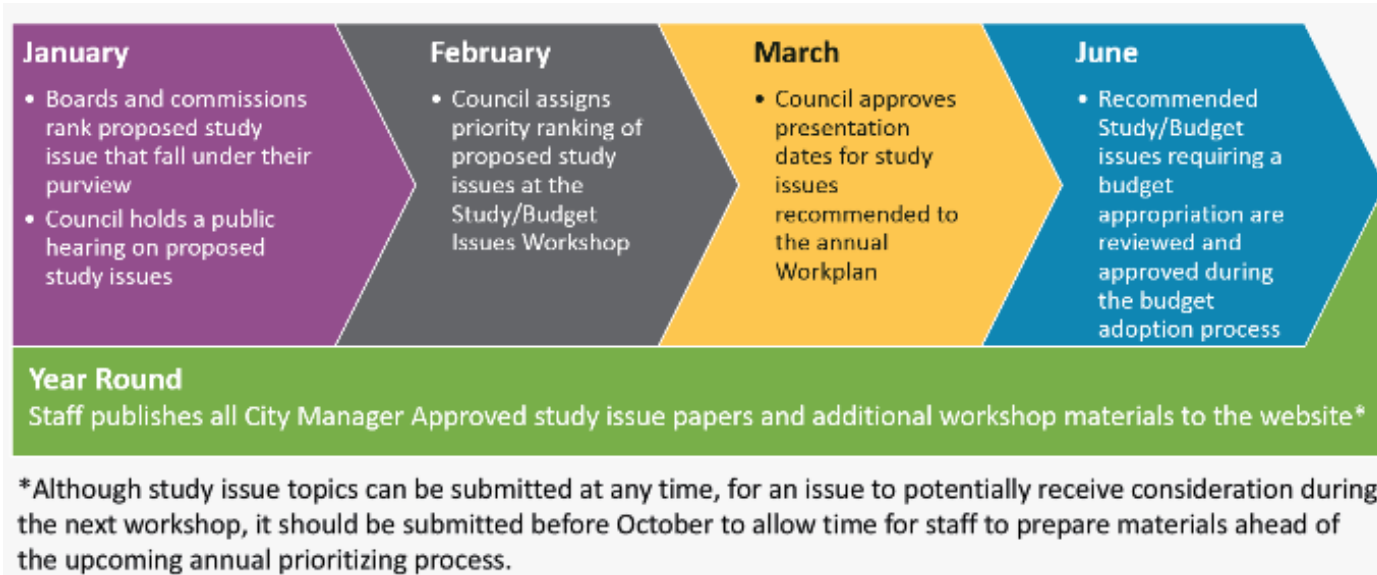 January
• Boards and commissions
rank proposed study
issue that fall under their
purview
• Council holds a public
hearing on proposed
study issues
February
• Council assigns
priority ranking of
proposed study
issues at the
Study/Budget
Issues Workshop
March
• Council approves
presentation
dates for study
issues
recommended to
the annual
Workplan
June
• Recommended
Study/Budget
issues requiring a
budget
appropriation are
reviewed and
approved during
the budget
adoption process
Year Round
Staff publishes all City Manager Approved study issue papers and additional workshop materials to the website*
*Although study issue topics can be submitted at any time, for an issue to potentially receive consideration during
the next workshop, it should be submitted before October to allow time for staff to prepare materials ahead of
the upcoming annual prioritizing process.